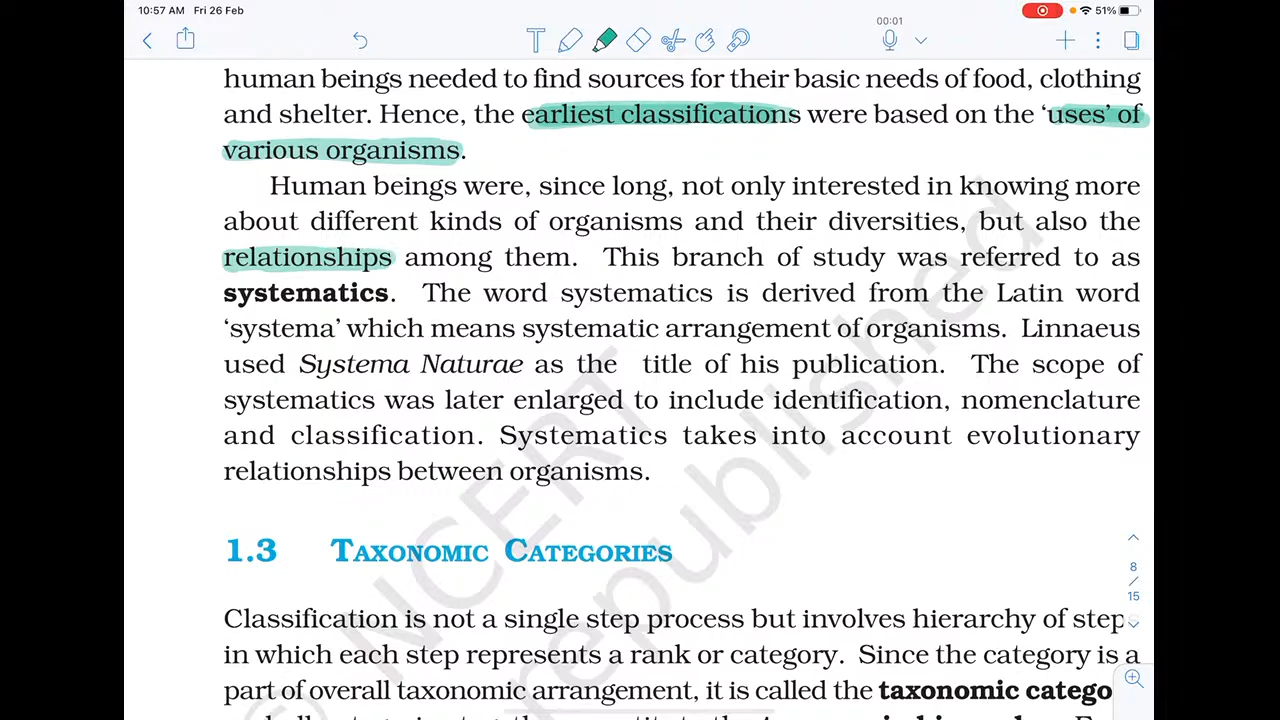 10:57 AM Fri 26 Feb
51%
00:01
T
human beings needed to find sources for their basic needs of food, clothing
and shelter. Hence, the earliest classifications were based on the ‘uses’ of
various organisms.
Human beings were, since long, not only interested in knowing more
about different kinds of organisms and their diversities, but also the
relationships among them. This branch of study was referred to as
systematics. The word systematics is derived from the Latin word
‘systema’ which means systematic arrangement of organisms. Linnaeus
used Systema Naturae as the title of his publication. The scope of
systematics was later enlarged to include identification, nomenclature
and classification. Systematics takes into account evolutionary
relationships between organisms.
1.3 TAXONOMIC CATEGORIES
8
/
15
Classification is not a single step process but involves hierarchy of step
in which each step represents a rank or category. Since the category is a
part of overall taxonomic arrangement, it is called the taxonomic catego
© NCERT
republished